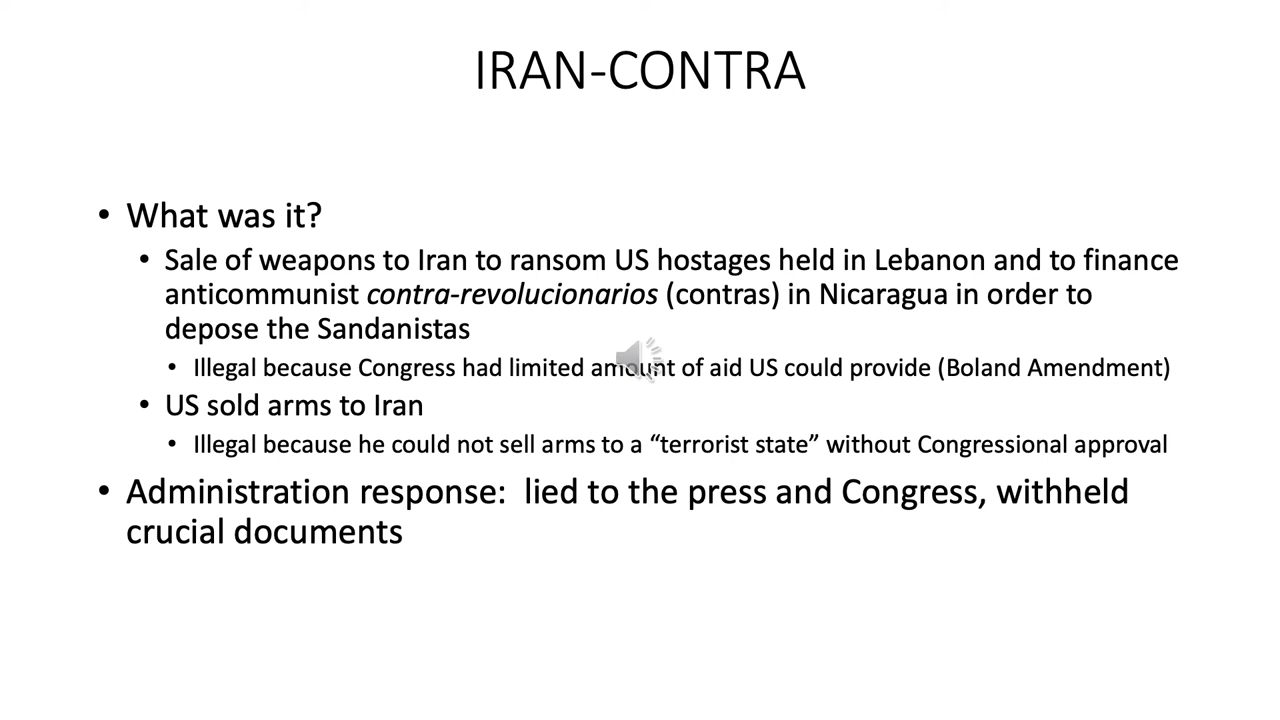 IRAN-CONTRA
• What was it?
• Sale of weapons to Iran to ransom US hostages held in Lebanon and to finance
anticommunist contra-revolucionarios (contras) in Nicaragua in order to
depose the Sandanistas
• Illegal because Congress had limited amount of aid US could provide (Boland Amendment)
• US sold arms to Iran
• Illegal because he could not sell arms to a “terrorist state” without Congressional approval
• Administration response:  lied to the press and Congress, withheld
crucial documents